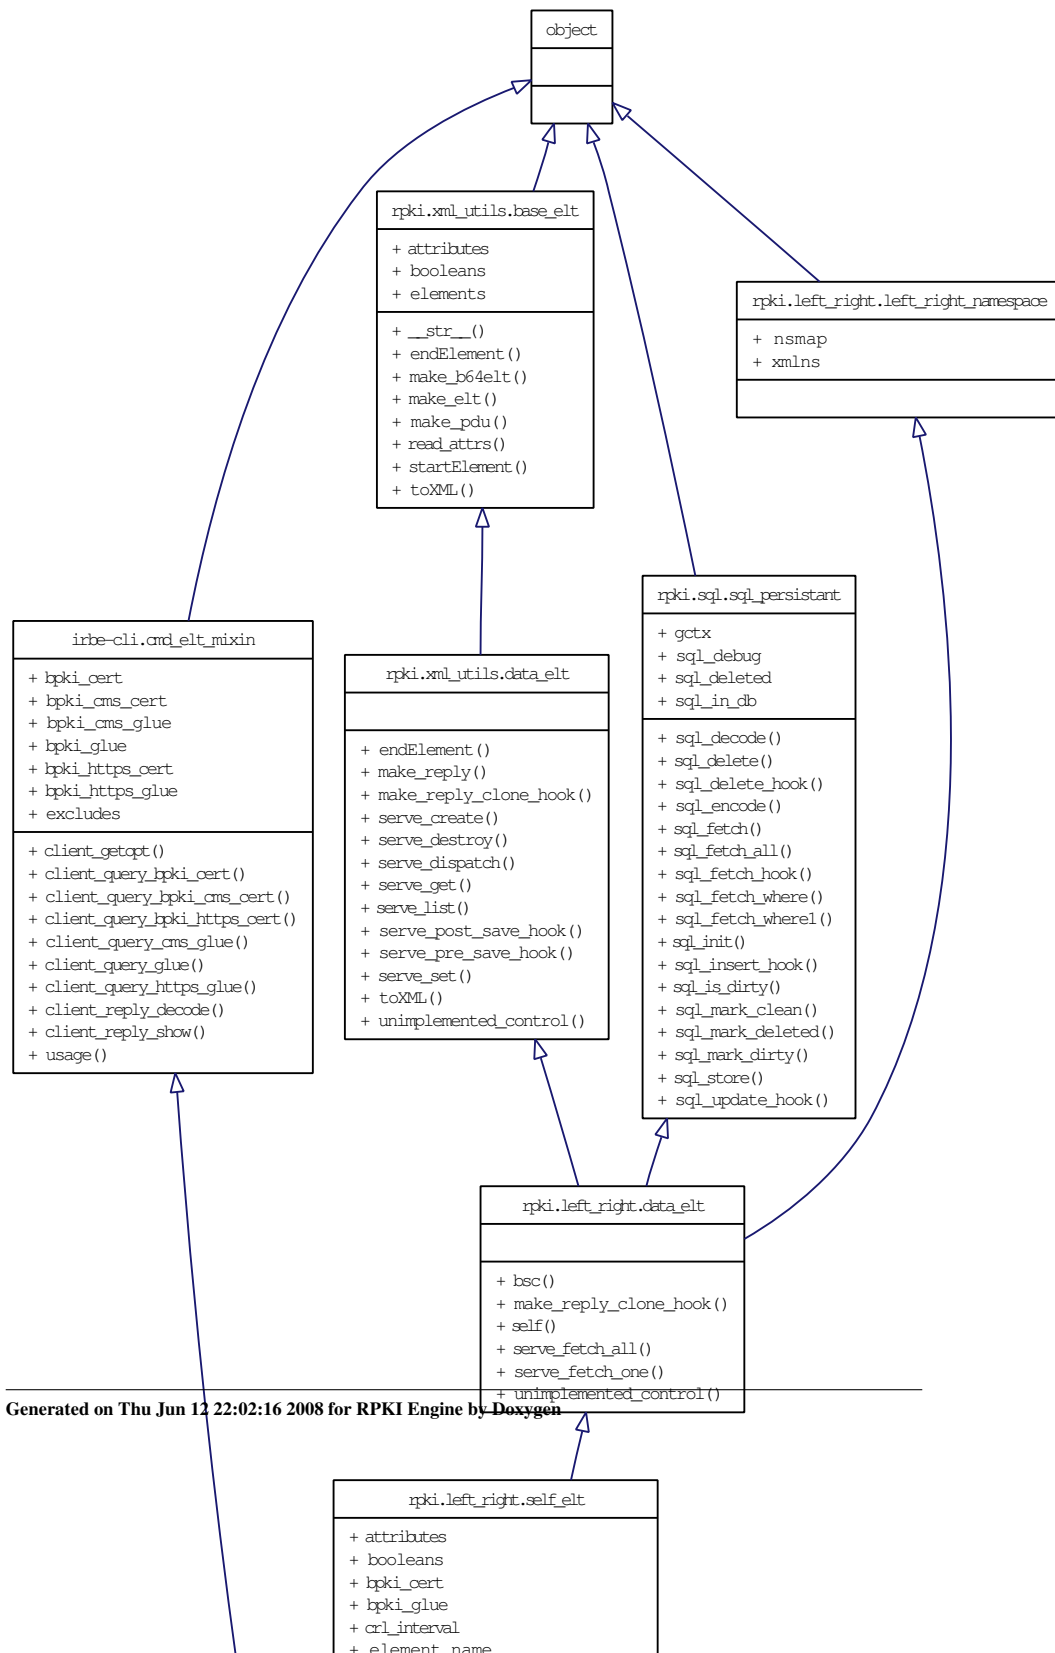 object
rpki.xml_utils.base_elt
+ attributes
+ booleans
+ elements
+ __str__()
+ endElement()
+ make_b64elt()
+ make_elt()
+ make_pdu()
+ read_attrs()
+ startElement()
+ toXML()
rpki.left_right.left_right_namespace
+ nsmap
+ xmlns
rpki.sql.sql_persistant
+ gctx
+ sql_debug
+ sql_deleted
+ sql_in_db
+ sql_decode()
+ sql_delete()
+ sql_delete_hook()
+ sql_encode()
+ sql_fetch()
+ sql_fetch_all()
+ sql_fetch_hook()
+ sql_fetch_where()
+ sql_fetch_where1()
+ sql_init()
+ sql_insert_hook()
+ sql_is_dirty()
+ sql_mark_clean()
+ sql_mark_deleted()
+ sql_mark_dirty()
+ sql_store()
+ sql_update_hook()
irbe-cli.cmd_elt_mixin
+ bpki_cert
+ bpki_cms_cert
+ bpki_cms_glue
+ bpki_glue
+ bpki_https_cert
+ bpki_https_glue
+ excludes
+ client_getopt()
+ client_query_bpki_cert()
+ client_query_bpki_cms_cert()
+ client_query_bpki_https_cert()
+ client_query_cms_glue()
+ client_query_glue()
+ client_query_https_glue()
+ client_reply_decode()
+ client_reply_show()
+ usage()
rpki.xml_utils.data_elt
+ endElement()
+ make_reply()
+ make_reply_clone_hook()
+ serve_create()
+ serve_destroy()
+ serve_dispatch()
+ serve_get()
+ serve_list()
+ serve_post_save_hook()
+ serve_pre_save_hook()
+ serve_set()
+ toXML()
+ unimplemented_control()
rpki.left_right.data_elt
+ bsc()
+ make_reply_clone_hook()
+ self()
+ serve_fetch_all()
+ serve_fetch_one()
+ unimplemented_control()
Generated on Thu Jun 12 22:02:16 2008 for RPKI Engine by Doxygen
rpki.left_right.self_elt
+ attributes
+ booleans
+ bpki_cert
+ bpki_glue
+ crl_interval
+ element_name